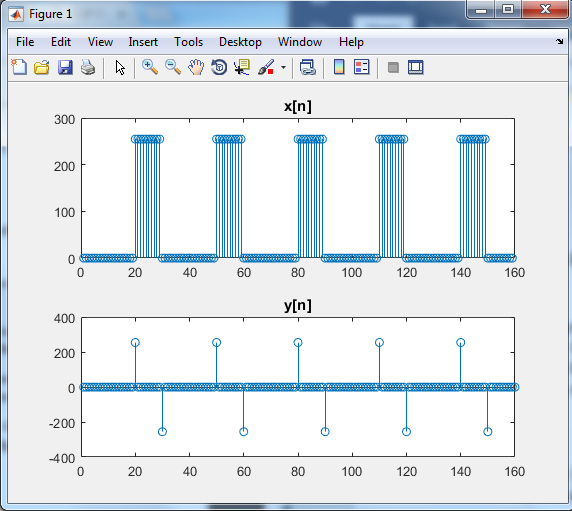 Figure 1
File Edit View Insert Tools Desktop Window Help
x[n]
300
200
100
0
0 20 40 60 80 100 120 140 160
y[n]
400
200
0
-200
-400
0 20 40 60 80 100 120 140 160